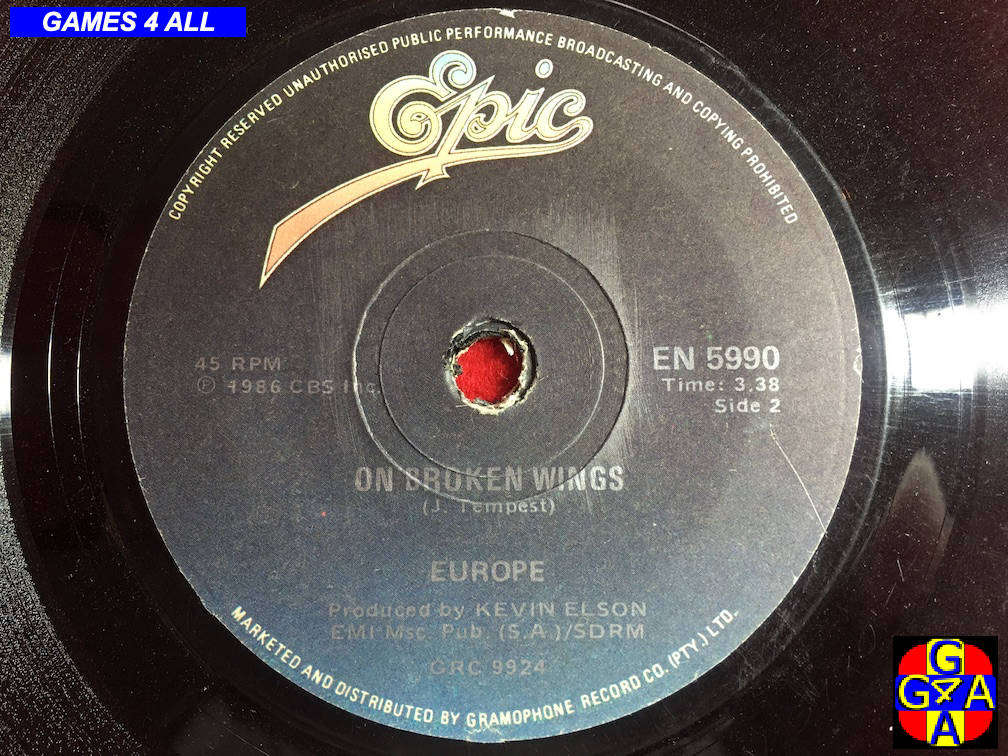 GAMES 4 ALL
COPYRIGHT RESERVED UNAUTHORISED PUBLIC PERFORMANCE BROADCASTING AND COPYING PROHIBITED
Epic
45 RPM
℗ 1986 CBS Inc.
EN 5990
Time: 3.38
Side 2
ON BROKEN WINGS
(J. Tempest)
EUROPE
Produced by KEVIN ELSON
EMI Msc. Pub. (S.A.)/SDRM
GRC 9924
MARKETED AND DISTRIBUTED BY GRAMOPHONE RECORD CO. (PTY.) LTD.
G
G4A
A